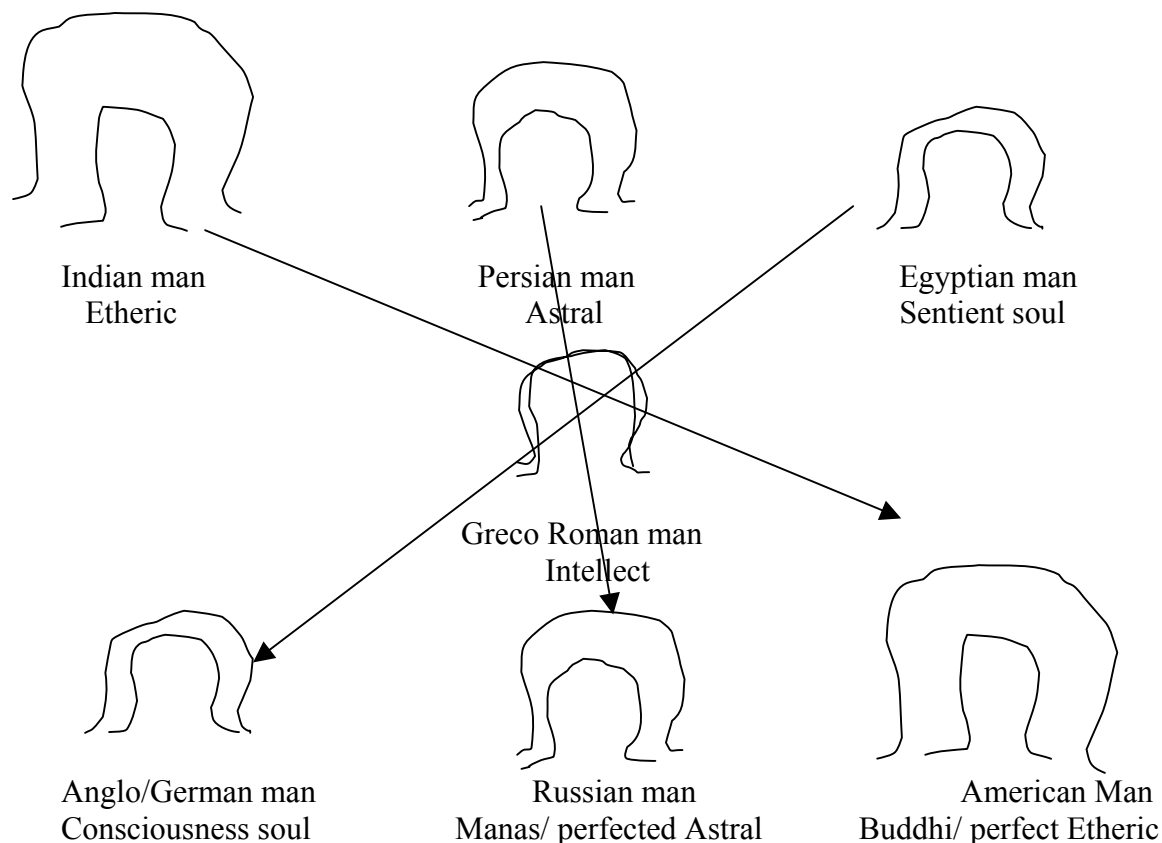 Indian man
Etheric
Persian man
Astral
Egyptian man
Sentient soul
Greco Roman man
Intellect
Anglo/German man
Consciousness soul
Russian man
Manas/ perfected Astral
American Man
Buddhi/ perfect Etheric